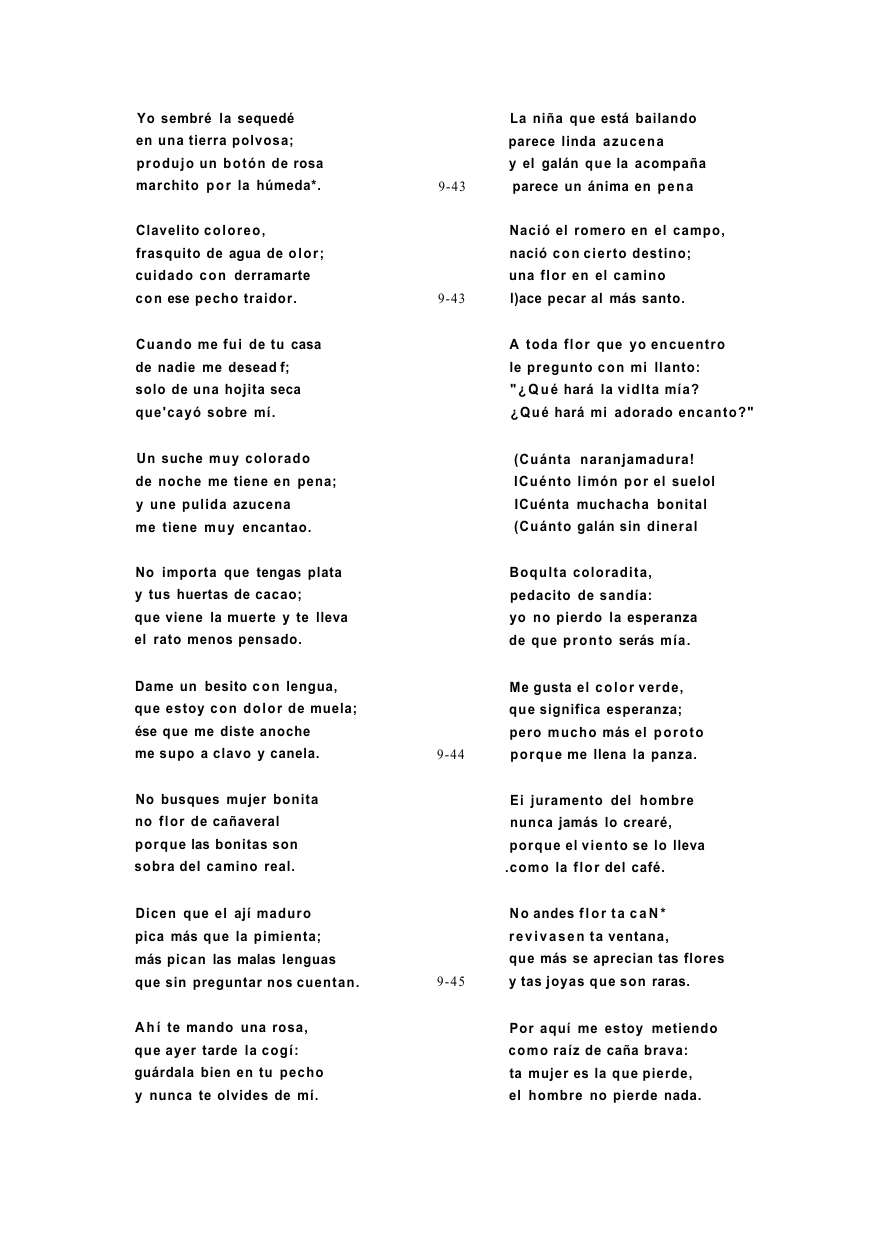 Yo sembré la sequedé
en una tierra polvosa;
produjo un botón de rosa
marchito por la húmeda*.
Clavelito coloreo,
frasquito de agua de olor;
cuidado con derramarte
con ese pecho traidor.
Cuando me fui de tu casa
de nadie me desead f;
solo de una hojita seca
que'cayó sobre mí.
Un suche muy colorado
de noche me tiene en pena;
y une pulida azucena
me tiene muy encantao.
No importa que tengas plata
y tus huertas de cacao;
que viene la muerte y te lleva
el rato menos pensado.
Dame un besito con lengua,
que estoy con dolor de muela;
ése que me diste anoche
me supo a clavo y canela.
No busques mujer bonita
no flor de cañaveral
porque las bonitas son
sobra del camino real.
Dicen que el ají maduro
pica más que la pimienta;
más pican las malas lenguas
que sin preguntar nos cuentan.
Ahí te mando una rosa,
que ayer tarde la cogí:
guárdala bien en tu pecho
y nunca te olvides de mí.
La niña que está bailando
parece linda azucena
y el galán que la acompaña
9-43 parece un ánima en pena
Nació el romero en el campo,
nació con cierto destino;
una flor en el camino
9-43 l)ace pecar al más santo.
A toda flor que yo encuentro
le pregunto con mi llanto:
"¿Qué hará la vidIta mía?
¿Qué hará mi adorado encanto?"
(Cuánta naranjamadura!
lCuénto limón por el suelol
lCuénta muchacha bonital
(Cuánto galán sin dineral
BoquIta coloradita,
pedacito de sandía:
yo no pierdo la esperanza
de que pronto serás mía.
Me gusta el color verde,
que significa esperanza;
pero mucho más el poroto
9-44 porque me llena la panza.
Ei juramento del hombre
nunca jamás lo crearé,
porque el viento se lo lleva
.como la flor del café.
No andes flor ta caN*
revivasen ta ventana,
que más se aprecian tas flores
9-45 y tas joyas que son raras.
Por aquí me estoy metiendo
como raíz de caña brava:
ta mujer es la que pierde,
el hombre no pierde nada.